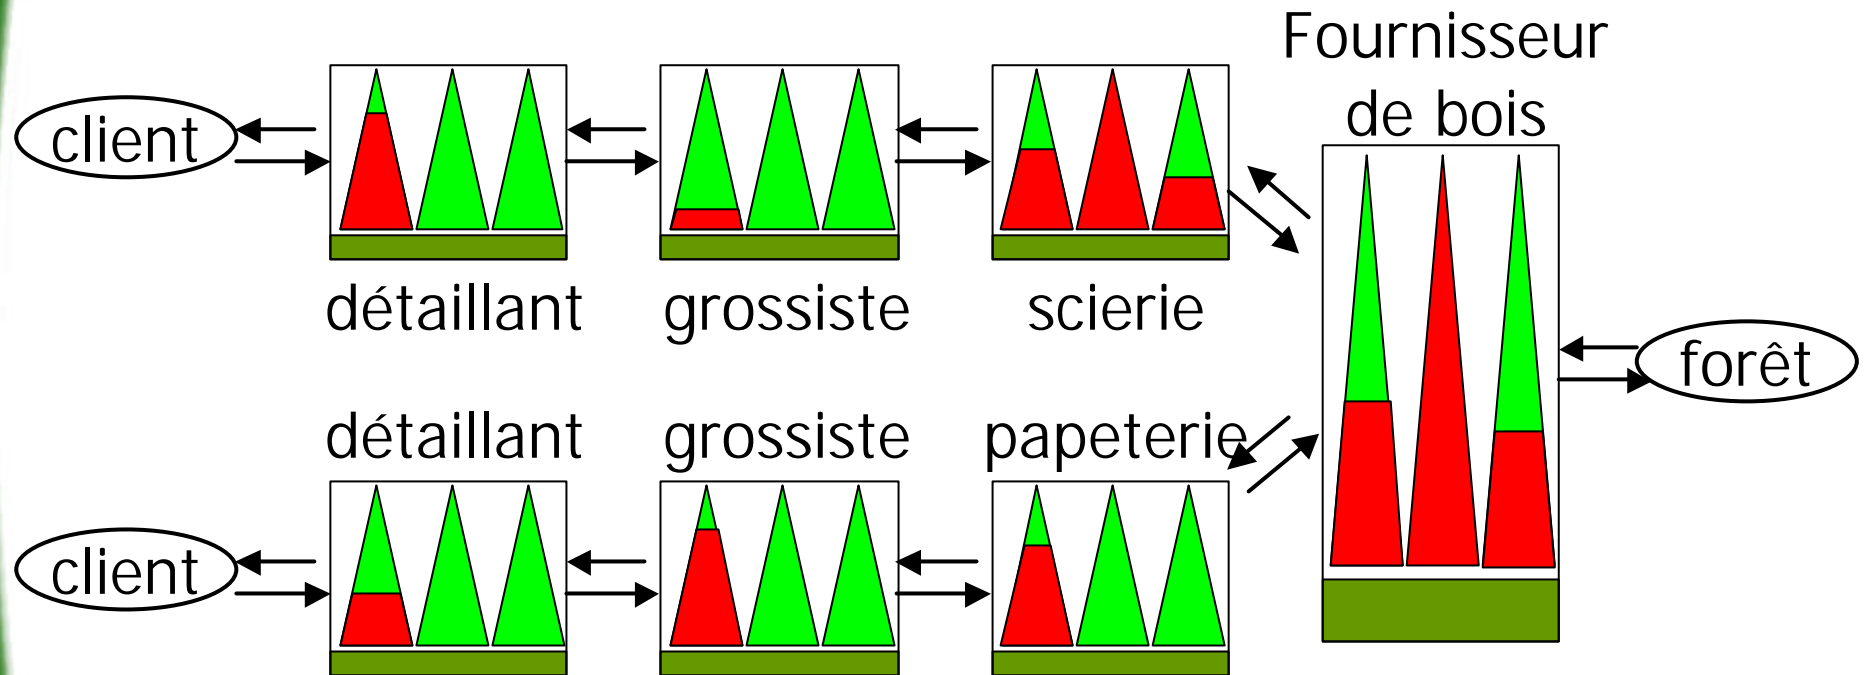 Fournisseur
de bois
client
détaillant
grossiste
scierie
forêt
détaillant
grossiste
papeterie
client